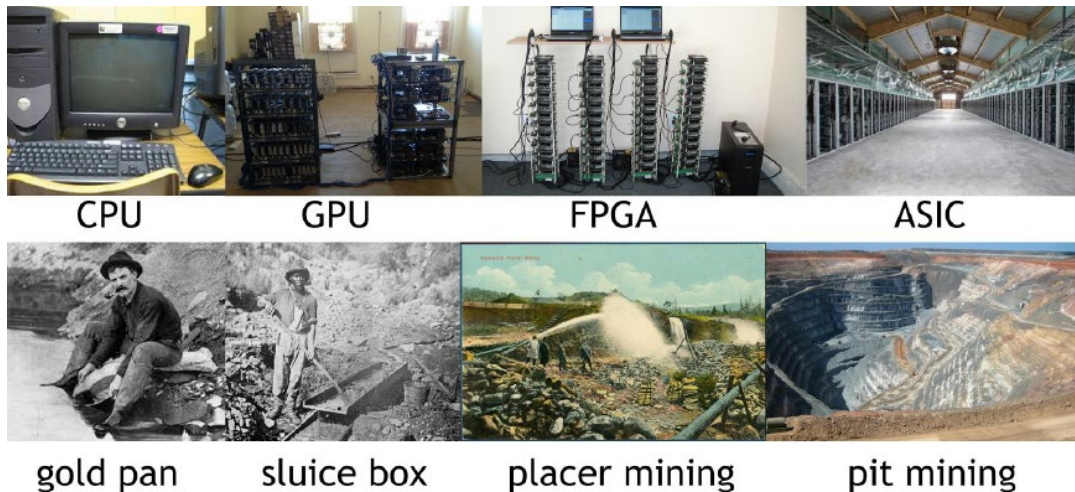 CPU
GPU
FPGA
ASIC
gold pan
sluice box
placer mining
pit mining